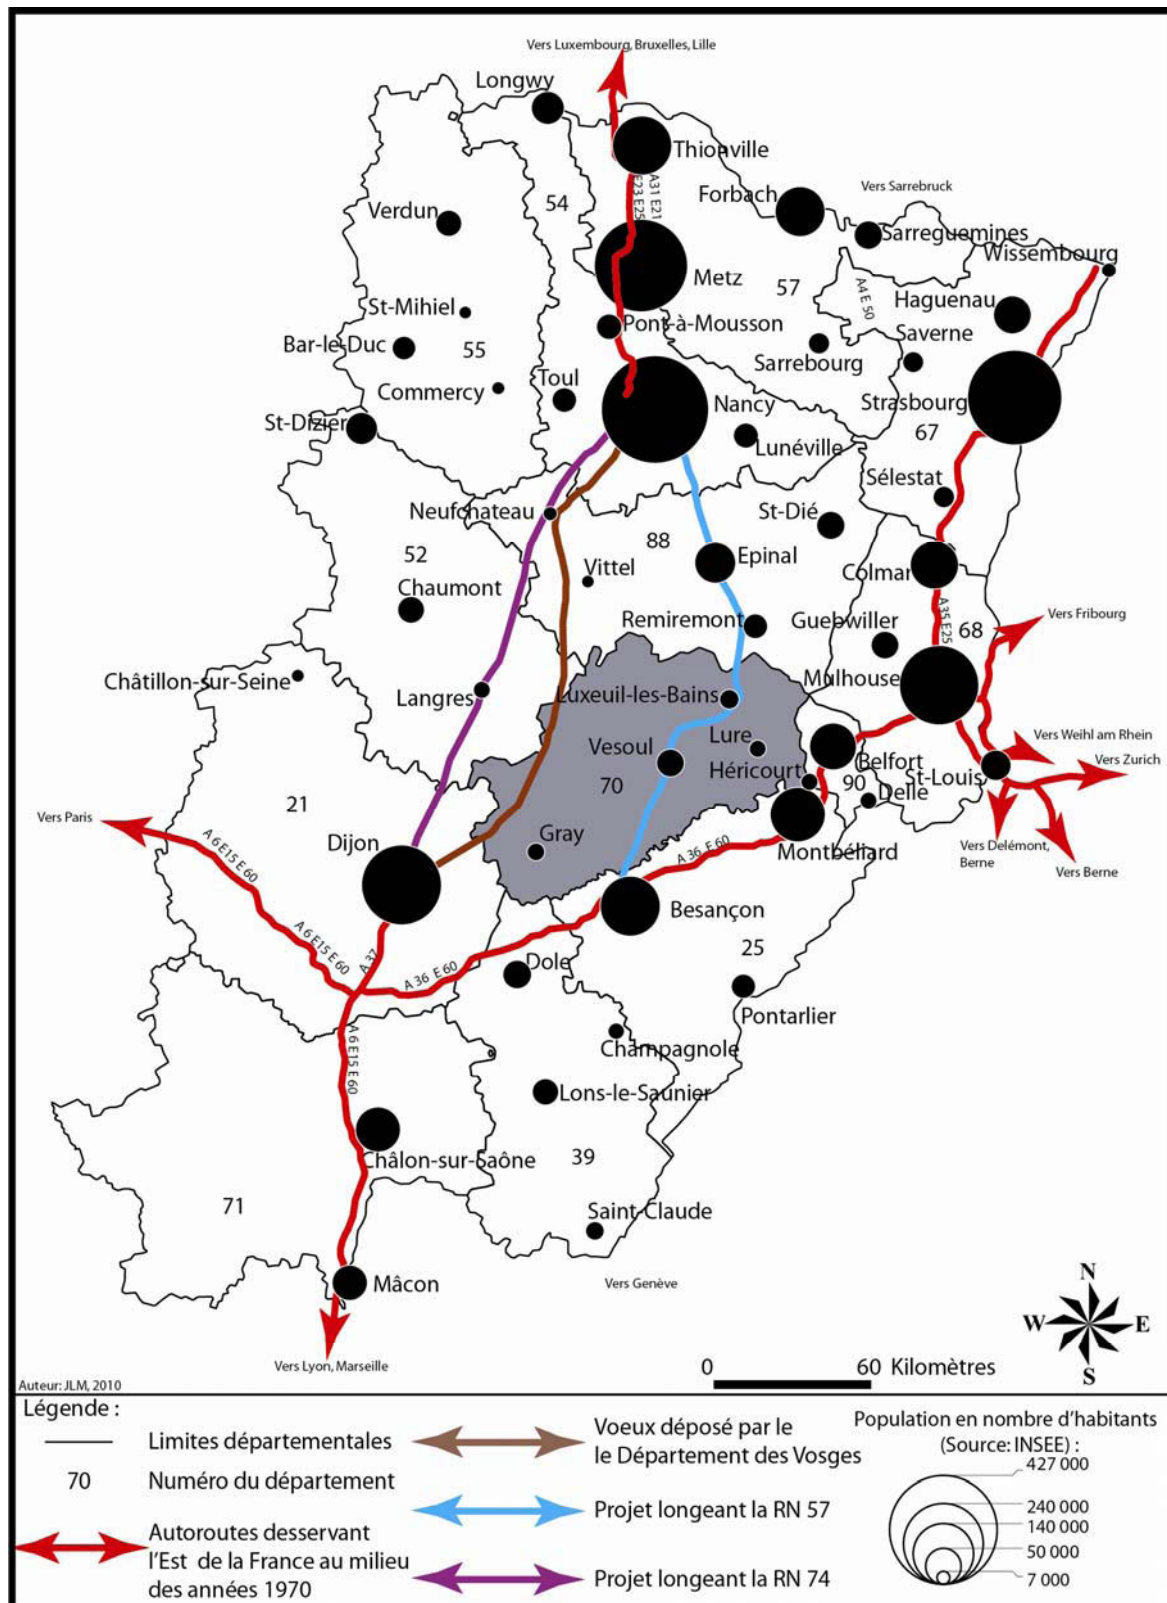 Vers Luxembourg, Bruxelles, Lille
Longwy
Thionville
A31 E21
E23 E25
Forbach
Vers Sarrebruck
54
Verdun
Sarreguemines
Wissembourg
Metz
57
A4 E 50
Haguenau
St-Mihiel
Pont-à-Mousson
Saverne
Bar-le-Duc
55
Sarrebourg
Commercy
Toul
Nancy
Strasbourg
St-Dizier
Lunéville
67
Sélestat
Neufchateau
St-Dié
52
88
Vittel
Epinal
Colmar
Chaumont
A35 E25
Remiremont
Guebwiller
68
Vers Fribourg
Châtillon-sur-Seine
Langres
Luxeuil-les-Bains
Mulhouse
Vesoul
Lure
Vers Weihl am Rhein
Belfort
Vers Zurich
70
Héricourt
90
St-Louis
Delle
21
Vers Paris
A 6 E15 E 60
Dijon
Gray
A 36 E 60
Montbéliard
Vers Delémont,
Berne
Vers Berne
Besançon
A 6 E15 E 60
A 37
25
A 36 E 60
Dole
Pontarlier
A 6 E15 E 60
Champagnole
Lons-le-Saunier
Châlon-sur-Saône
39
71
Saint-Claude
Mâcon
Vers Genève
N
W
E
S
Vers Lyon, Marseille
0 60 Kilomètres
Auteur: JLM, 2010
Légende :
Limites départementales
70 Numéro du département
Autoroutes desservant
l'Est de la France au milieu
des années 1970
Voeux déposé par le
le Département des Vosges
Projet longeant la RN 57
Projet longeant la RN 74
Population en nombre d'habitants
(Source: INSEE) :
427 000
240 000
140 000
50 000
7 000